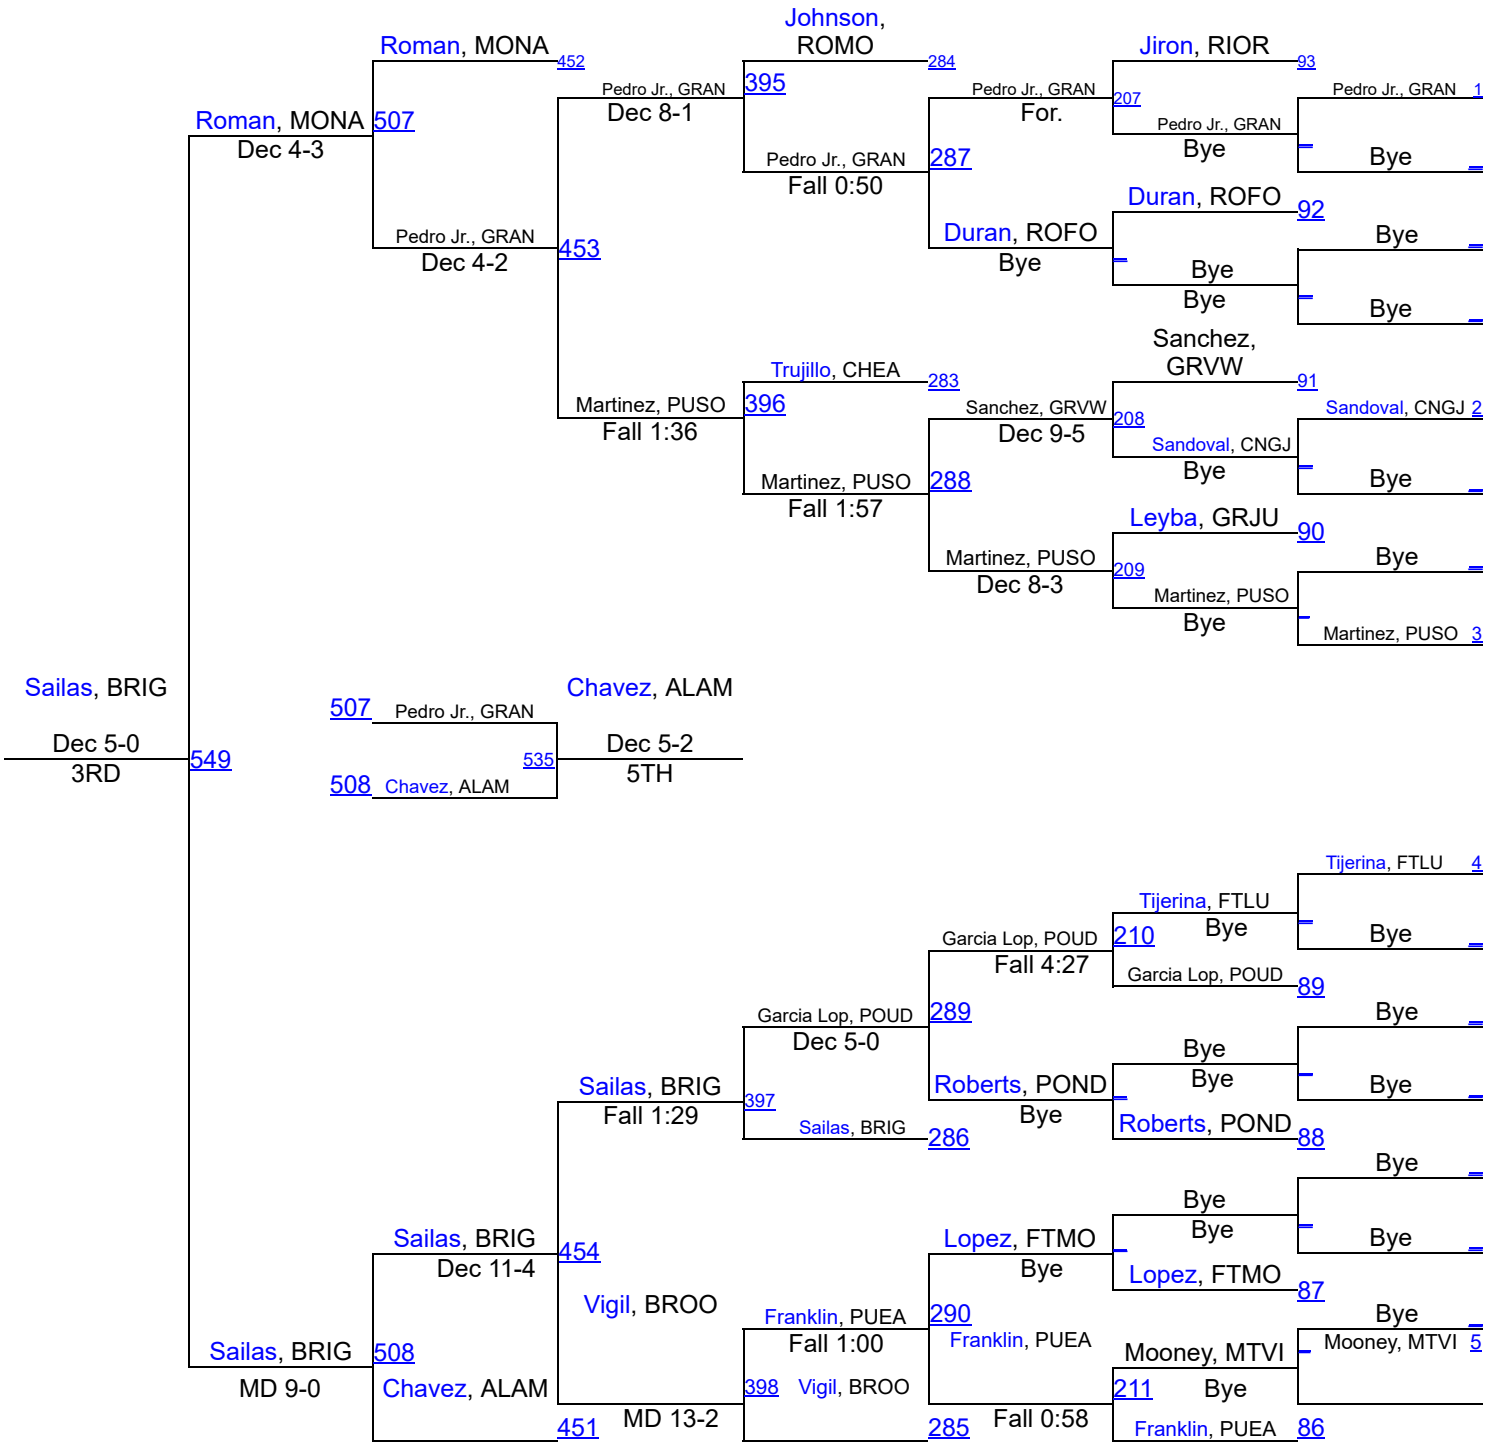 Johnson,
ROMO
Roman, MONA
452
284
Jiron, RIOR
93
Pedro Jr., GRAN
Dec 8-1
395
Pedro Jr., GRAN
For.
207
Pedro Jr., GRAN 1
Roman, MONA
Dec 4-3
507
Pedro Jr., GRAN
Bye
Pedro Jr., GRAN
Fall 0:50
287
Bye
Duran, ROFO
92
Pedro Jr., GRAN
Dec 4-2
453
Duran, ROFO
Bye
Bye
Bye
Bye
Bye
Sanchez,
GRVW
91
Trujillo, CHEA
283
Martinez, PUSO
Fall 1:36
396
Sanchez, GRVW
Dec 9-5
208
Sandoval, CNGJ 2
Sandoval, CNGJ
Bye
Martinez, PUSO
Fall 1:57
288
Bye
Leyba, GRJU
90
Martinez, PUSO
Dec 8-3
209
Bye
Martinez, PUSO
Bye
Martinez, PUSO 3
Sailas, BRIG
Dec 5-0
3RD
549
507 Pedro Jr., GRAN
Chavez, ALAM
535
Dec 5-2
5TH
508 Chavez, ALAM
Tijerina, FTLU 4
Tijerina, FTLU
Bye
Garcia Lop, POUD
Fall 4:27
210
Bye
Garcia Lop, POUD
89
Garcia Lop, POUD
Dec 5-0
289
Bye
Bye
Bye
Sailas, BRIG
Fall 1:29
397
Roberts, POND
Bye
Bye
Sailas, BRIG
286
Roberts, POND
88
Bye
Bye
Bye
Sailas, BRIG
Dec 11-4
454
Lopez, FTMO
Bye
Bye
Lopez, FTMO
87
Vigil, BROO
Franklin, PUEA
Fall 1:00
290
Bye
Sailas, BRIG
MD 9-0
508
Franklin, PUEA
Mooney, MTVI
Bye
Mooney, MTVI 5
Chavez, ALAM
451
MD 13-2
398
Vigil, BROO
285
Fall 0:58
211
Franklin, PUEA
86